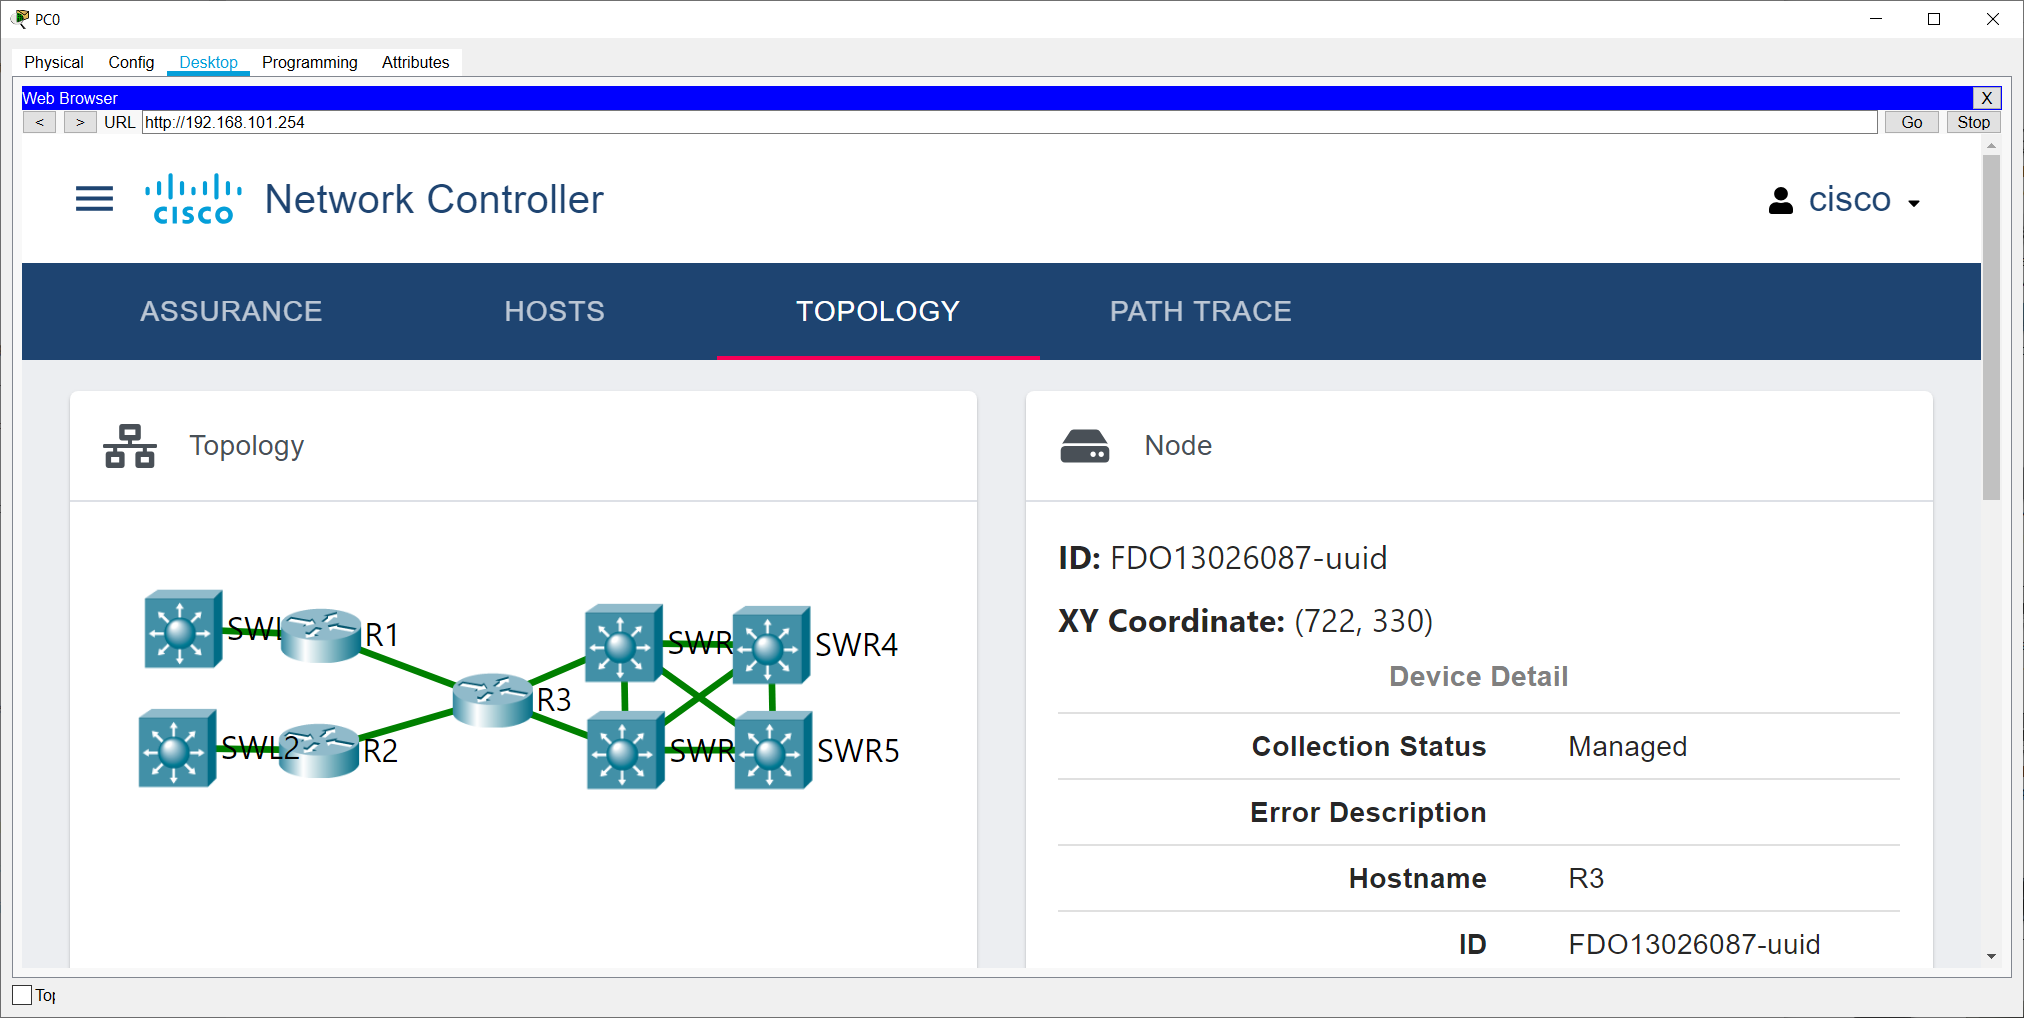 PC0
Physical Config Desktop Programming Attributes
Web Browser X
< > URL http://192.168.101.254 Go Stop
CISCO Network Controller cisco
ASSURANCE HOSTS TOPOLOGY PATH TRACE
Topology
SWL R1
SWR SWR4
R3
SWL2 R2
SWR SWR5
Node
ID: FDO13026087-uuid
XY Coordinate: (722, 330)
Device Detail
Collection Status Managed
Error Description
Hostname R3
ID FDO13026087-uuid
Top